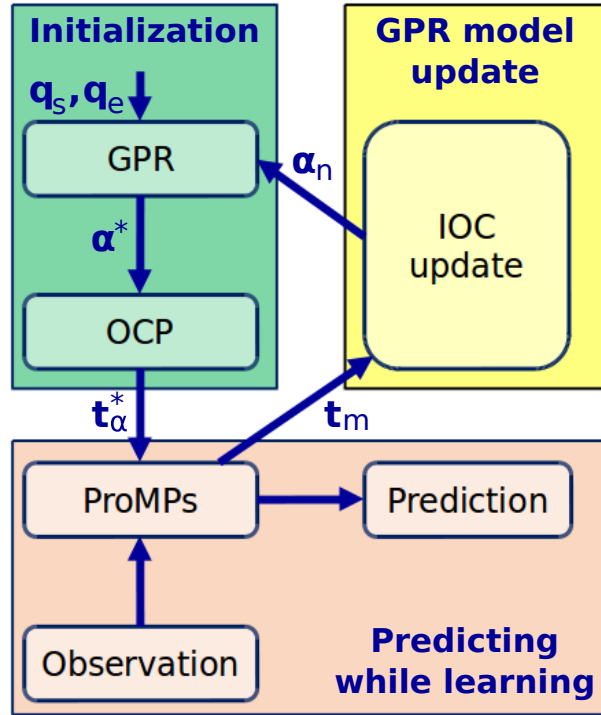 Initialization
q_s, q_e
GPR
α*
OCP
t*_α
GPR model
update
α_n
IOC
update
t_m
ProMPs
Prediction
Observation
Predicting
while learning